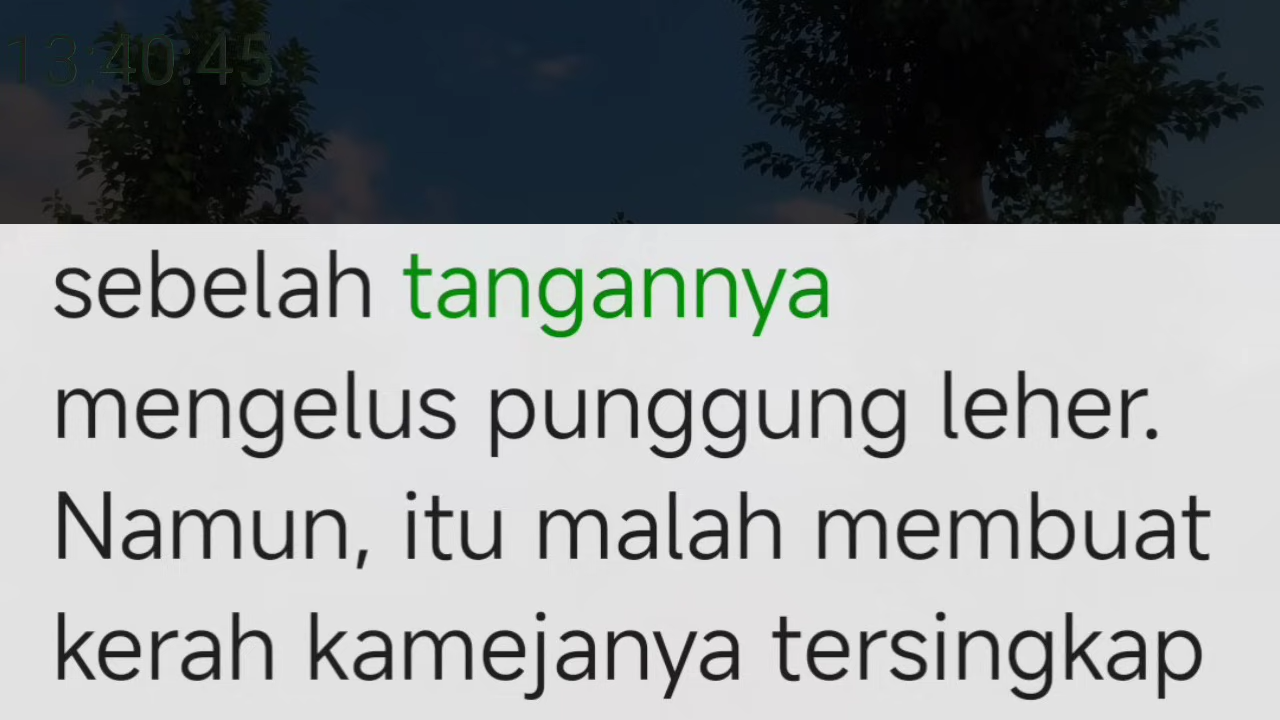 13:40:45
sebelah tangannya
mengelus punggung leher.
Namun, itu malah membuat
kerah kamejanya tersingkap